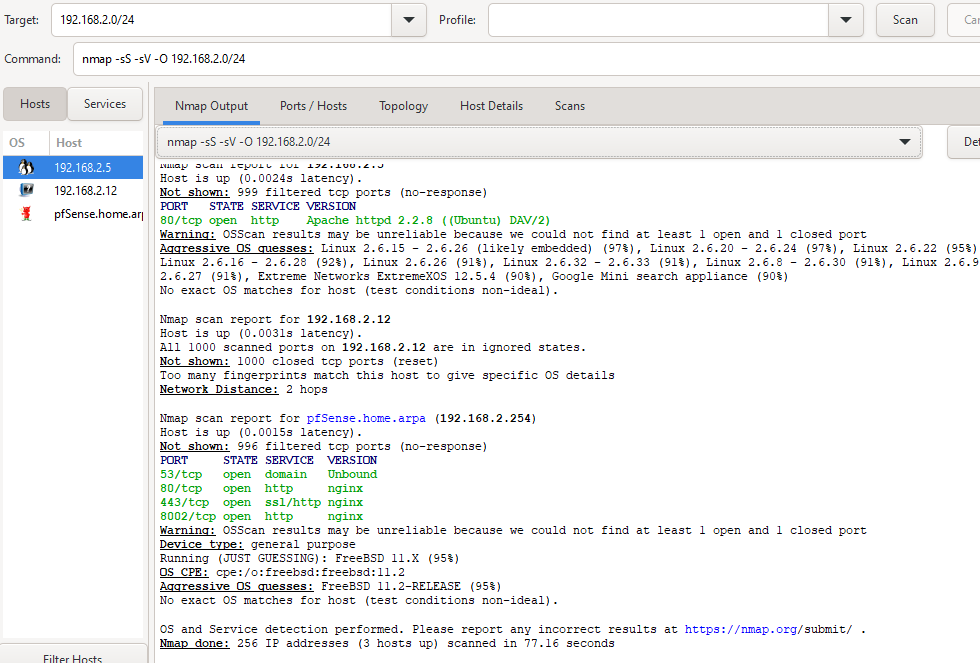 Target: 192.168.2.0/24 Profile: Scan
Command: nmap -sS -sV -O 192.168.2.0/24
Hosts Services
Nmap Output Ports / Hosts Topology Host Details Scans
OS Host
nmap -sS -sV -O 192.168.2.0/24
192.168.2.5
192.168.2.12
pfSense.home.arp
Nmap scan report for 192.168.2.5
Host is up (0.0024s latency).
Not shown: 999 filtered tcp ports (no-response)
PORT STATE SERVICE VERSION
80/tcp open http Apache httpd 2.2.8 ((Ubuntu) DAV/2)
Warning: OSScan results may be unreliable because we could not find at least 1 open and 1 closed port
Aggressive OS guesses: Linux 2.6.15 - 2.6.26 (likely embedded) (97%), Linux 2.6.20 - 2.6.24 (97%), Linux 2.6.22 (95%)
Linux 2.6.16 - 2.6.28 (92%), Linux 2.6.26 (91%), Linux 2.6.32 - 2.6.33 (91%), Linux 2.6.8 - 2.6.30 (91%), Linux 2.6.9
2.6.27 (91%), Extreme Networks ExtremeXOS 12.5.4 (90%), Google Mini search appliance (90%)
No exact OS matches for host (test conditions non-ideal).
Nmap scan report for 192.168.2.12
Host is up (0.0031s latency).
All 1000 scanned ports on 192.168.2.12 are in ignored states.
Not shown: 1000 closed tcp ports (reset)
Too many fingerprints match this host to give specific OS details
Network Distance: 2 hops
Nmap scan report for pfSense.home.arpa (192.168.2.254)
Host is up (0.0015s latency).
Not shown: 996 filtered tcp ports (no-response)
PORT STATE SERVICE VERSION
53/tcp open domain Unbound
80/tcp open http nginx
443/tcp open ssl/http nginx
8002/tcp open http nginx
Warning: OSScan results may be unreliable because we could not find at least 1 open and 1 closed port
Device type: general purpose
Running (JUST GUESSING): FreeBSD 11.X (95%)
OS CPE: cpe:/o:freebsd:freebsd:11.2
Aggressive OS guesses: FreeBSD 11.2-RELEASE (95%)
No exact OS matches for host (test conditions non-ideal).
OS and Service detection performed. Please report any incorrect results at https://nmap.org/submit/ .
Nmap done: 256 IP addresses (3 hosts up) scanned in 77.16 seconds
Filter Hosts